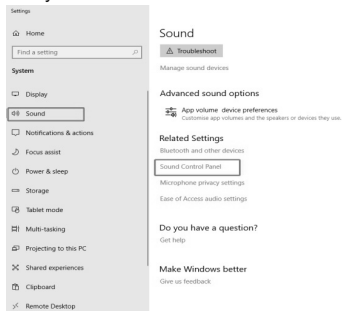 Settings
Home
Find a setting
System
Display
Sound
Notifications & actions
Focus assist
Power & sleep
Storage
Tablet mode
Multi-tasking
Projecting to this PC
Shared experiences
Clipboard
Remote Desktop
Sound
Troubleshoot
Manage sound devices
Advanced sound options
App volume device preferences
Customise app volumes and the speakers or devices they use.
Related Settings
Bluetooth and other devices
Sound Control Panel
Microphone privacy settings
Ease of Access audio settings
Do you have a question?
Get help
Make Windows better
Give us feedback